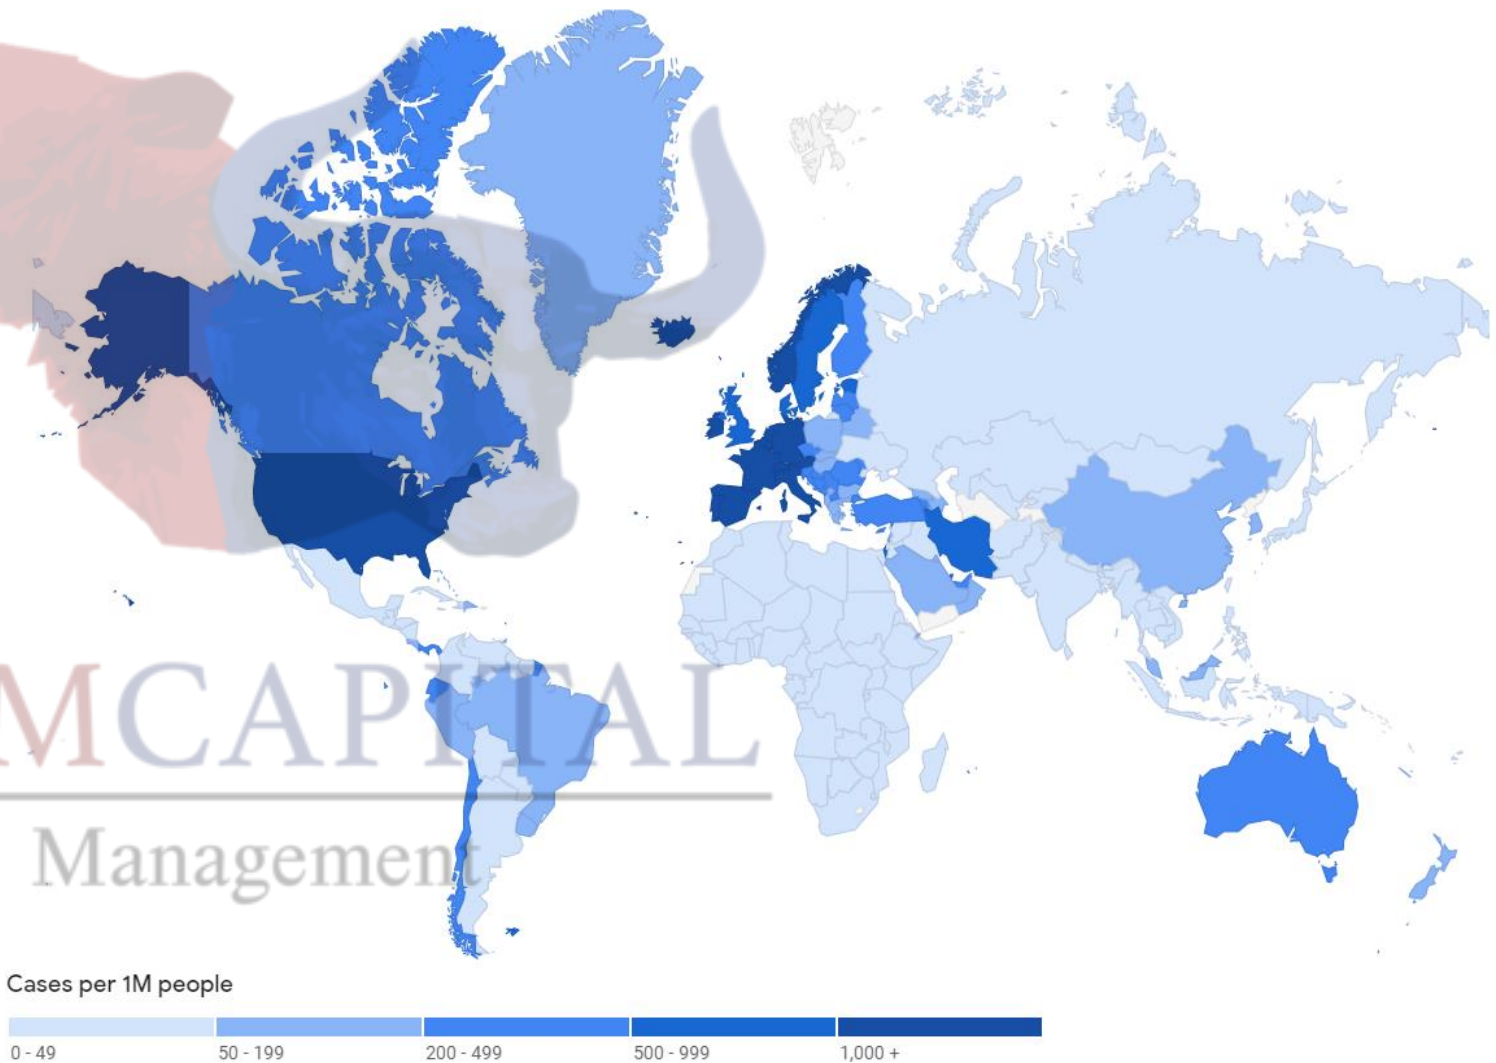 MCAPITAL
Management
Cases per 1M people
0 - 49
50 - 199
200 - 499
500 - 999
1,000 +